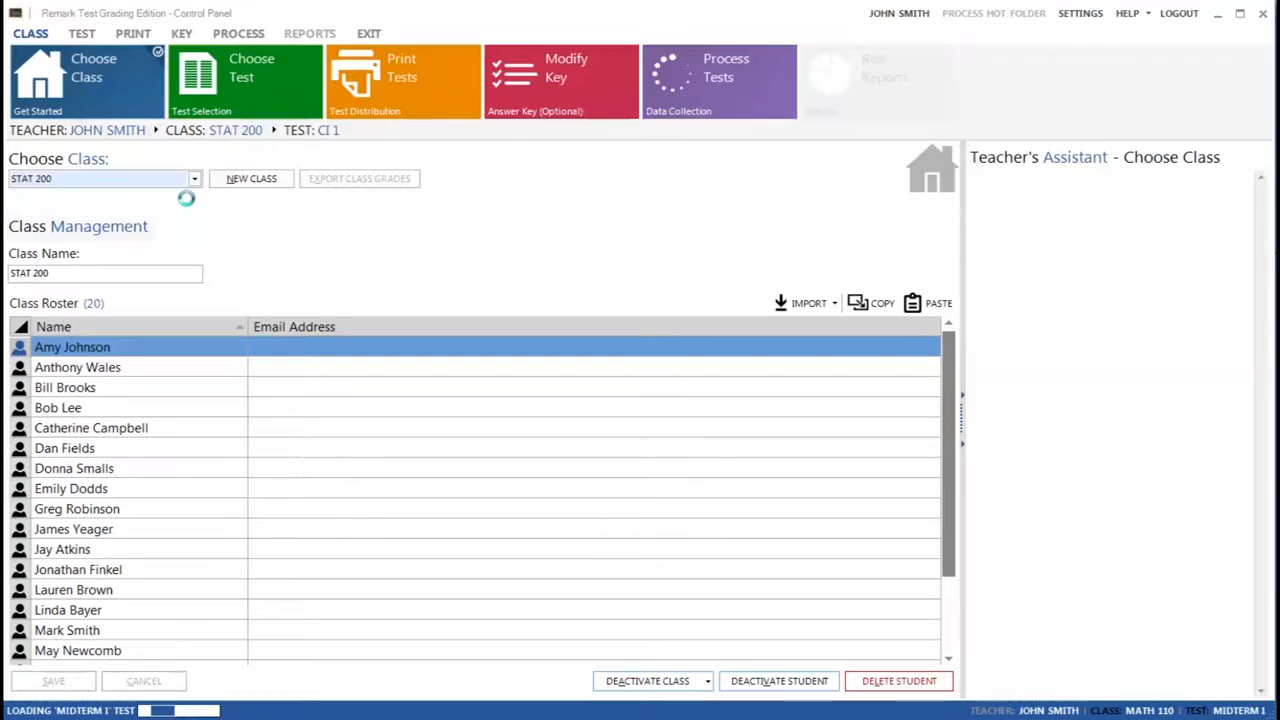 Remark Test Grading Edition - Control Panel
JOHN SMITH PROCESS HOT FOLDER SETTINGS HELP LOGOUT
CLASS TEST PRINT KEY PROCESS REPORTS EXIT
Choose Class
Get Started
Choose Test
Test Selection
Print Tests
Test Distribution
Modify Key
Answer Key (Optional)
Process Tests
Data Collection
Run Reports
TEACHER: JOHN SMITH CLASS: STAT 200 TEST: CI 1
Choose Class:
STAT 200 NEW CLASS EXPORT CLASS GRADES
Teacher's Assistant - Choose Class
Class Management
Class Name:
STAT 200
Class Roster (20)
IMPORT COPY PASTE
Name Email Address
Amy Johnson
Anthony Wales
Bill Brooks
Bob Lee
Catherine Campbell
Dan Fields
Donna Smalls
Emily Dodds
Greg Robinson
James Yeager
Jay Atkins
Jonathan Finkel
Lauren Brown
Linda Bayer
Mark Smith
May Newcomb
SAVE CANCEL DEACTIVATE CLASS DEACTIVATE STUDENT DELETE STUDENT
LOADING 'MIDTERM I' TEST TEACHER: JOHN SMITH CLASS: MATH 110 TEST: MIDTERM 1